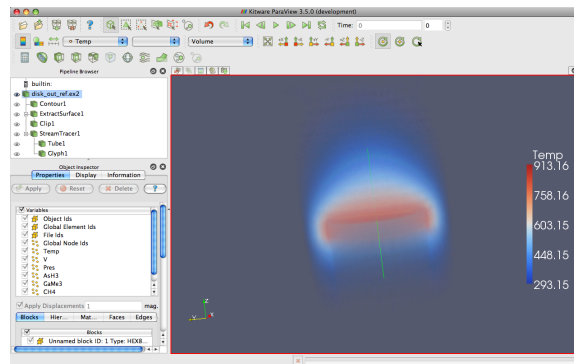 Kitware ParaView 3.5.0 (development)
Time: 0 0
Temp Volume
Pipeline Browser
builtin:
disk_out_ref.ex2
Contour1
ExtractSurface1
Clip1
StreamTracer1
Tube1
Glyph1
Object Inspector
Properties Display Information
Apply Reset Delete ?
Variables
Object Ids
Global Element Ids
File Ids
Global Node Ids
Temp
V
Pres
AsH3
GaMe3
CH4
Apply Displacements 1 mag.
Blocks Hier... Mat... Faces Edges
Blocks
Unnamed block ID: 1 Type: HEX8...
Temp
913.16
758.16
603.15
448.15
293.15
Z
Y X